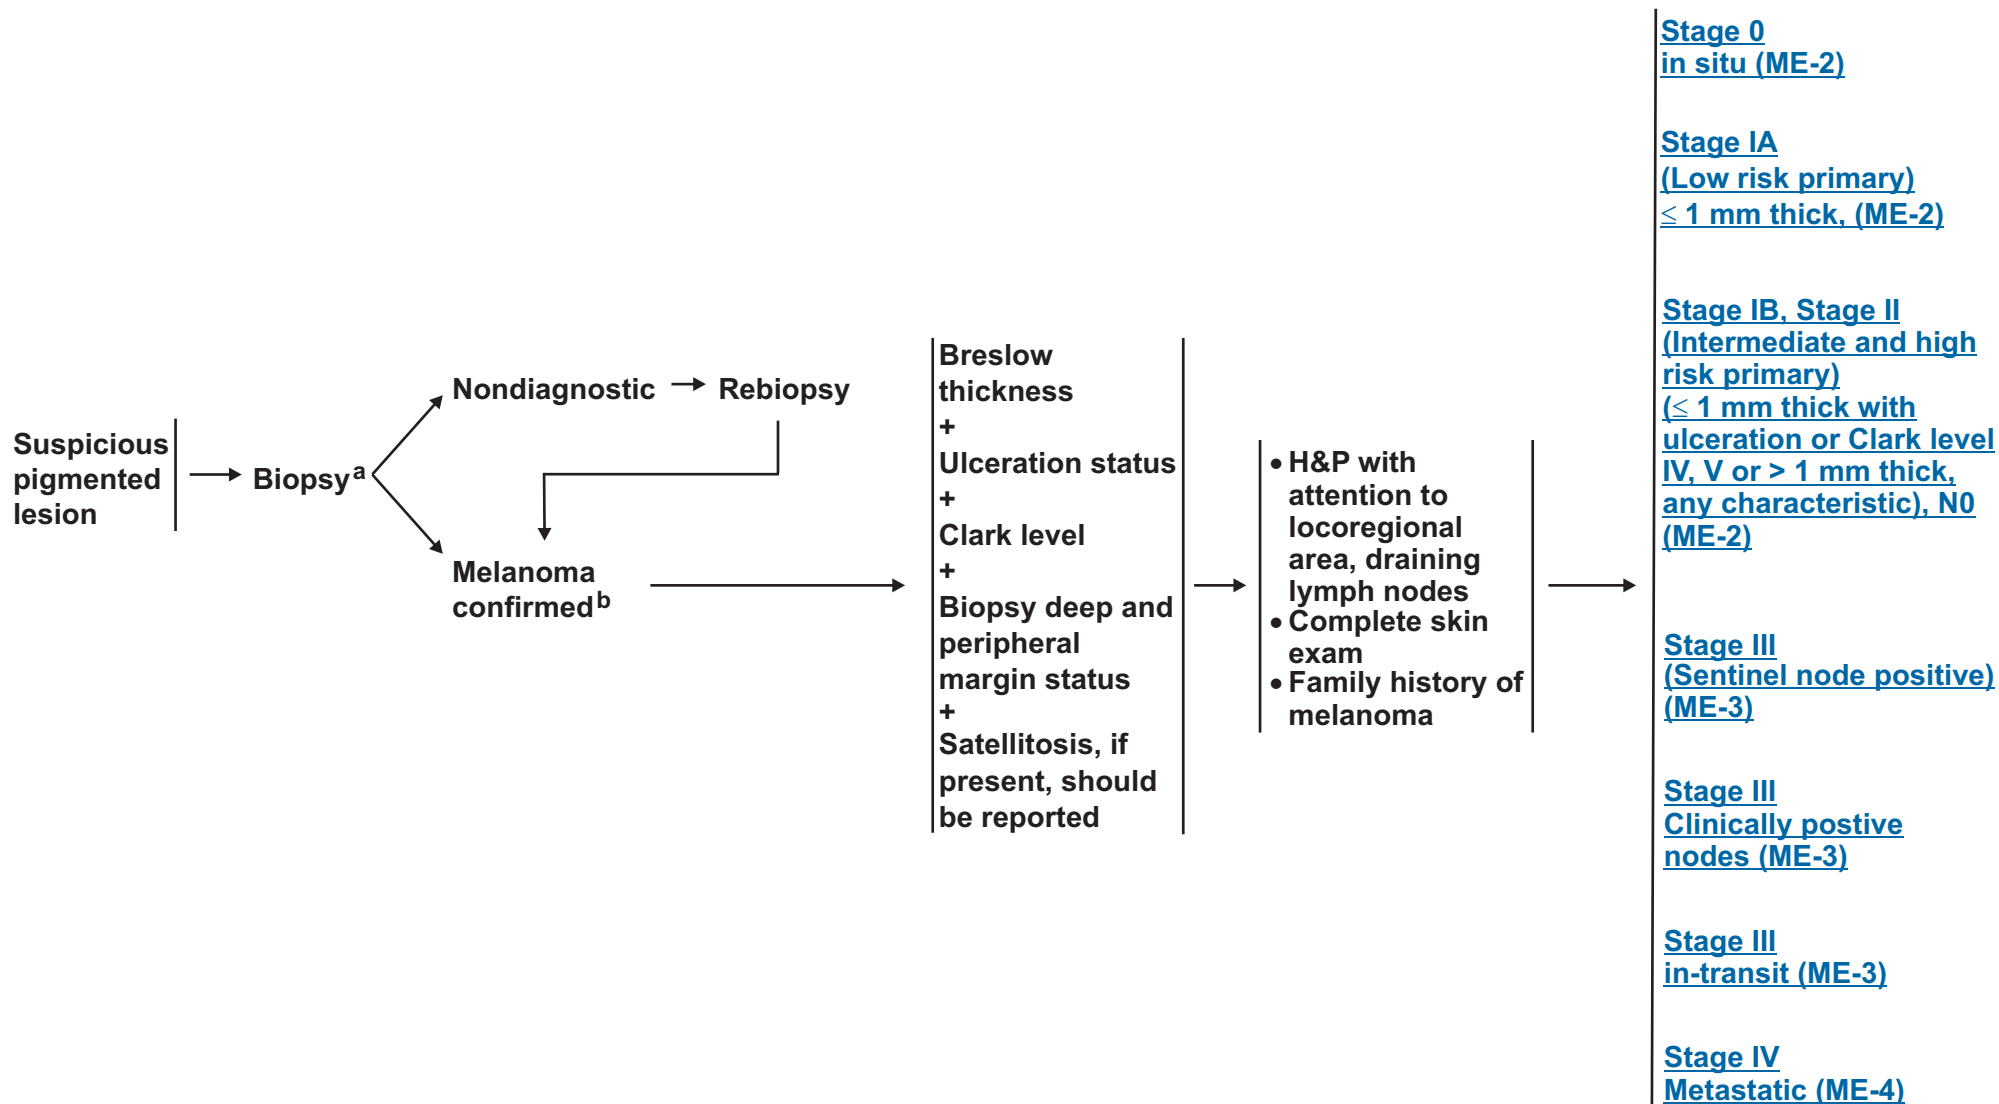 Suspicious
pigmented
lesion
Biopsy a
Nondiagnostic
Rebiopsy
Melanoma
confirmed b
Breslow
thickness
+
Ulceration status
+
Clark level
+
Biopsy deep and
peripheral
margin status
+
Satellitosis, if
present, should
be reported
• H&P with
attention to
locoregional
area, draining
lymph nodes
• Complete skin
exam
• Family history of
melanoma
Stage 0
in situ (ME-2)
Stage IA
(Low risk primary)
≤ 1 mm thick, (ME-2)
Stage IB, Stage II
(Intermediate and high
risk primary)
(≤ 1 mm thick with
ulceration or Clark level
IV, V or > 1 mm thick,
any characteristic), N0
(ME-2)
Stage III
(Sentinel node positive)
(ME-3)
Stage III
Clinically postive
nodes (ME-3)
Stage III
in-transit (ME-3)
Stage IV
Metastatic (ME-4)